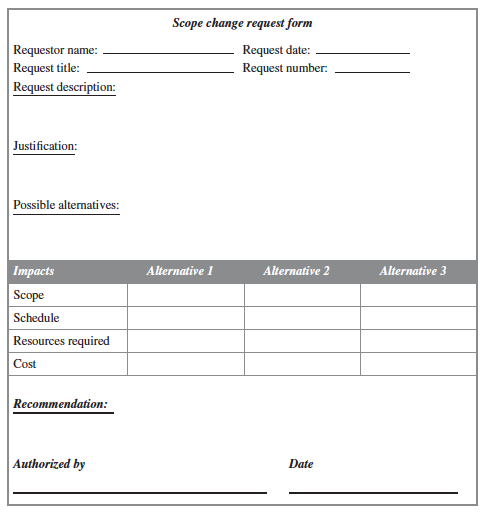 Scope change request form
Requestor name: Request date:
Request title: Request number:
Request description:
Justification:
Possible alternatives:
Impacts Alternative 1 Alternative 2 Alternative 3
Scope
Schedule
Resources required
Cost
Recommendation:
Authorized by Date